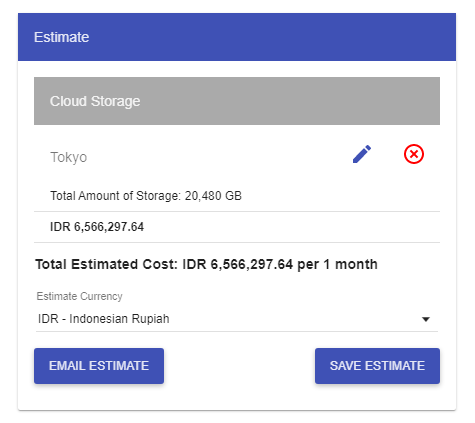 Estimate
Cloud Storage
Tokyo
Total Amount of Storage: 20,480 GB
IDR 6,566,297.64
Total Estimated Cost: IDR 6,566,297.64 per 1 month
Estimate Currency
IDR - Indonesian Rupiah
EMAIL ESTIMATE
SAVE ESTIMATE